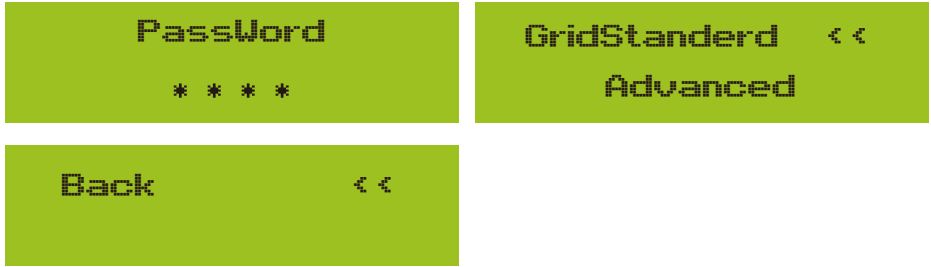 PassWord
* * * *
GridStanderd <<
Advanced
Back <<